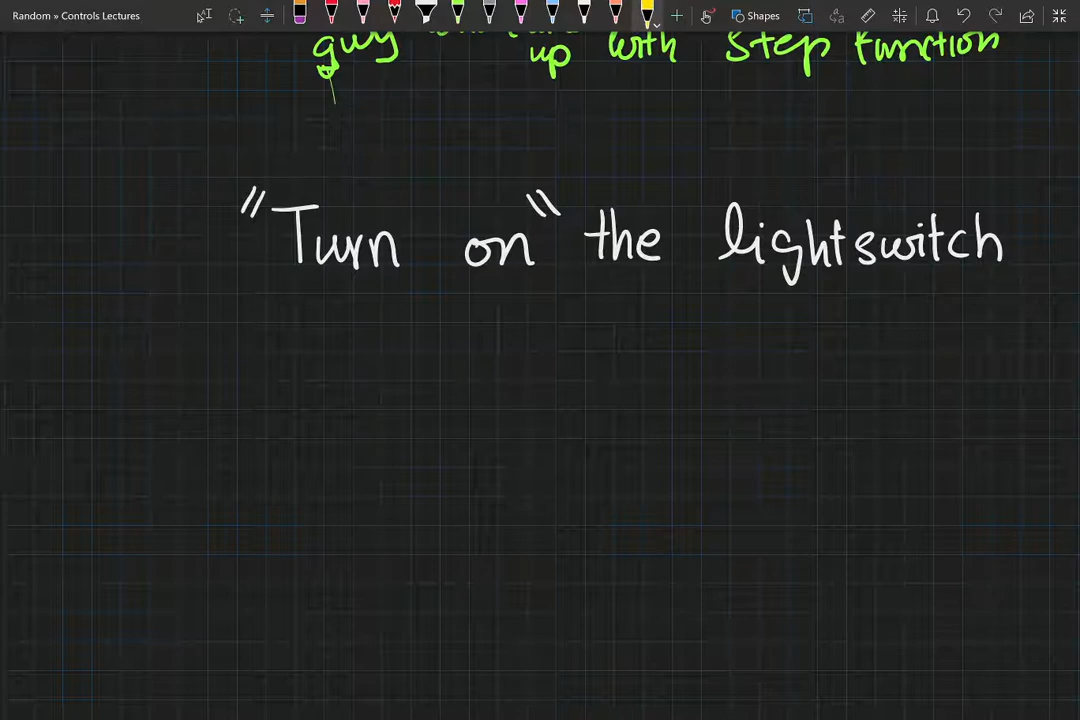 Random » Controls Lectures
Shapes
guy up with Step Function
"Turn on" the lightswitch